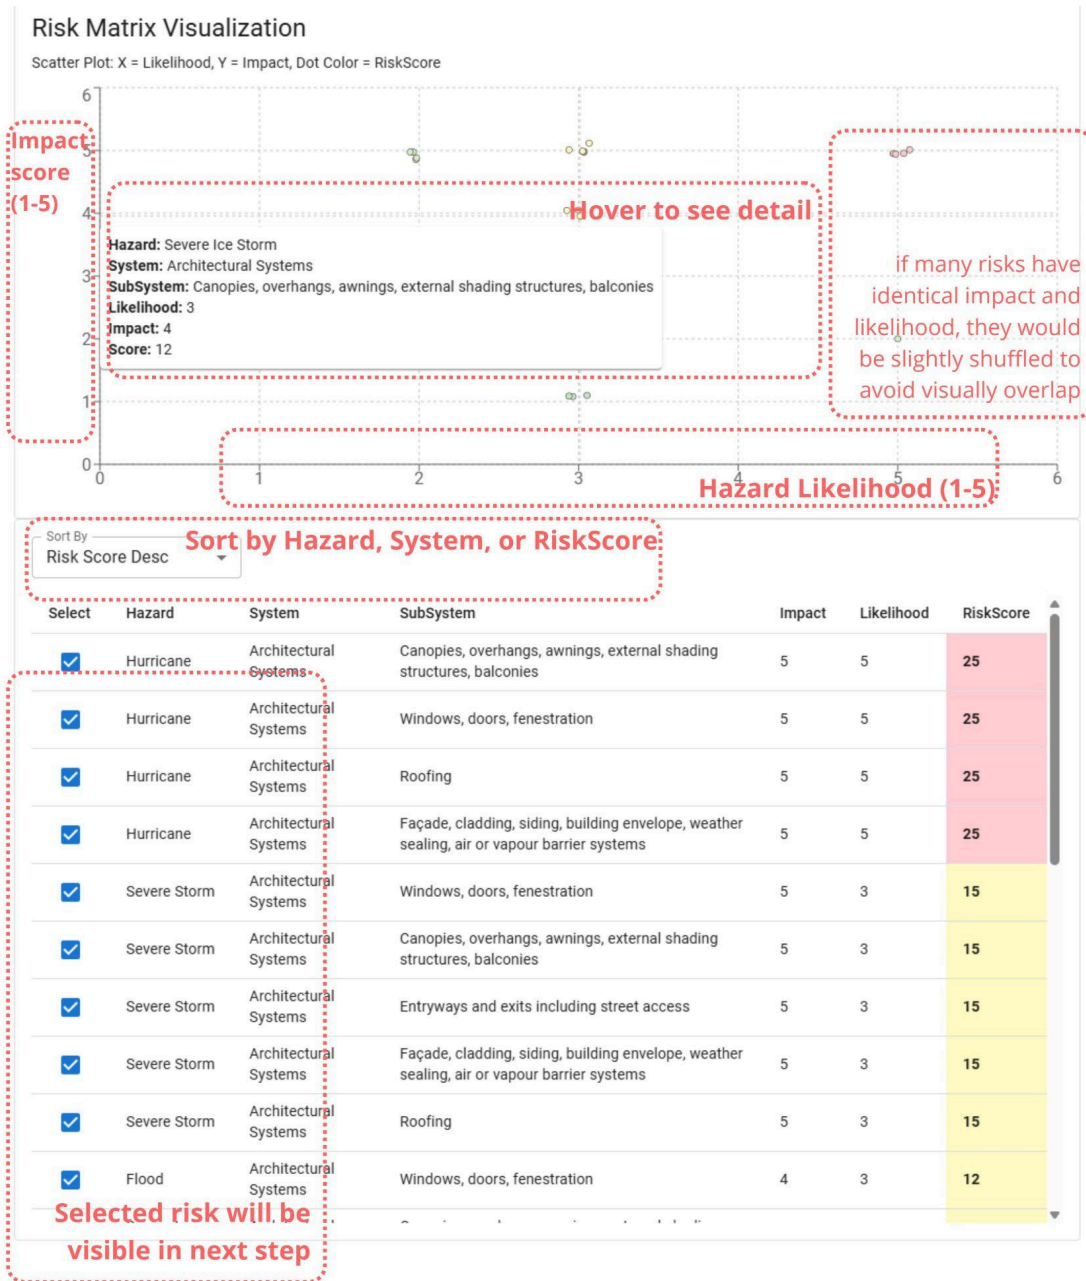 Risk Matrix Visualization
Scatter Plot: X = Likelihood, Y = Impact, Dot Color = RiskScore
6
5
4
3
2
1
0
0 1 2 3 4 5 6
Impact
score
(1-5)
Hover to see detail
Hazard: Severe Ice Storm
System: Architectural Systems
SubSystem: Canopies, overhangs, awnings, external shading structures, balconies
Likelihood: 3
Impact: 4
Score: 12
if many risks have
identical impact and
likelihood, they would
be slightly shuffled to
avoid visually overlap
Hazard Likelihood (1-5)
Sort By
Risk Score Desc
Sort by Hazard, System, or RiskScore
Select Hazard System SubSystem Impact Likelihood RiskScore
Hurricane Architectural Systems Canopies, overhangs, awnings, external shading structures, balconies 5 5 25
Hurricane Architectural Systems Windows, doors, fenestration 5 5 25
Hurricane Architectural Systems Roofing 5 5 25
Hurricane Architectural Systems Façade, cladding, siding, building envelope, weather sealing, air or vapour barrier systems 5 5 25
Severe Storm Architectural Systems Windows, doors, fenestration 5 3 15
Severe Storm Architectural Systems Canopies, overhangs, awnings, external shading structures, balconies 5 3 15
Severe Storm Architectural Systems Entryways and exits including street access 5 3 15
Severe Storm Architectural Systems Façade, cladding, siding, building envelope, weather sealing, air or vapour barrier systems 5 3 15
Severe Storm Architectural Systems Roofing 5 3 15
Flood Architectural Systems Windows, doors, fenestration 4 3 12
Selected risk will be
visible in next step